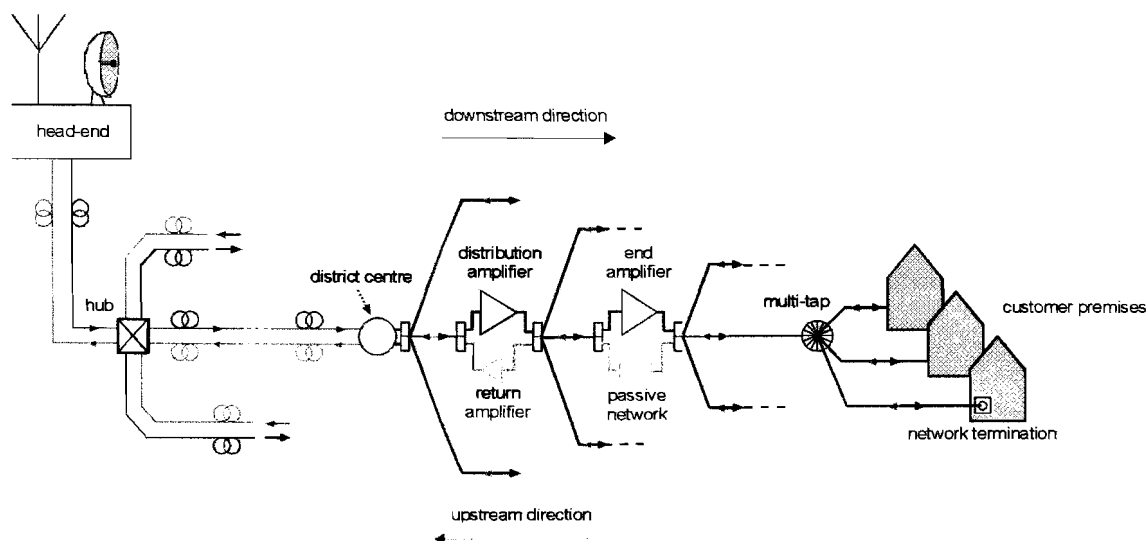 head-end
downstream direction
distribution
amplifier
end
amplifier
district centre
hub
multi-tap
customer premises
return
amplifier
passive
network
network termination
upstream direction